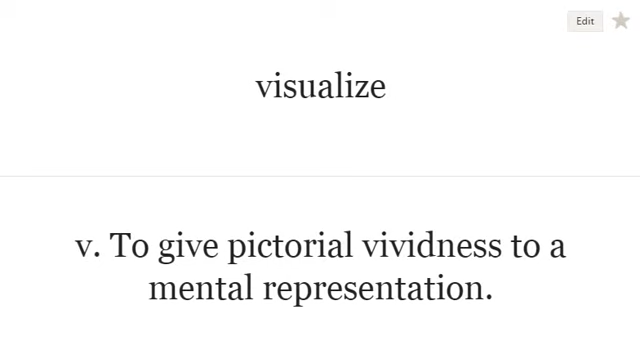 Edit
visualize
v. To give pictorial vividness to a
mental representation.